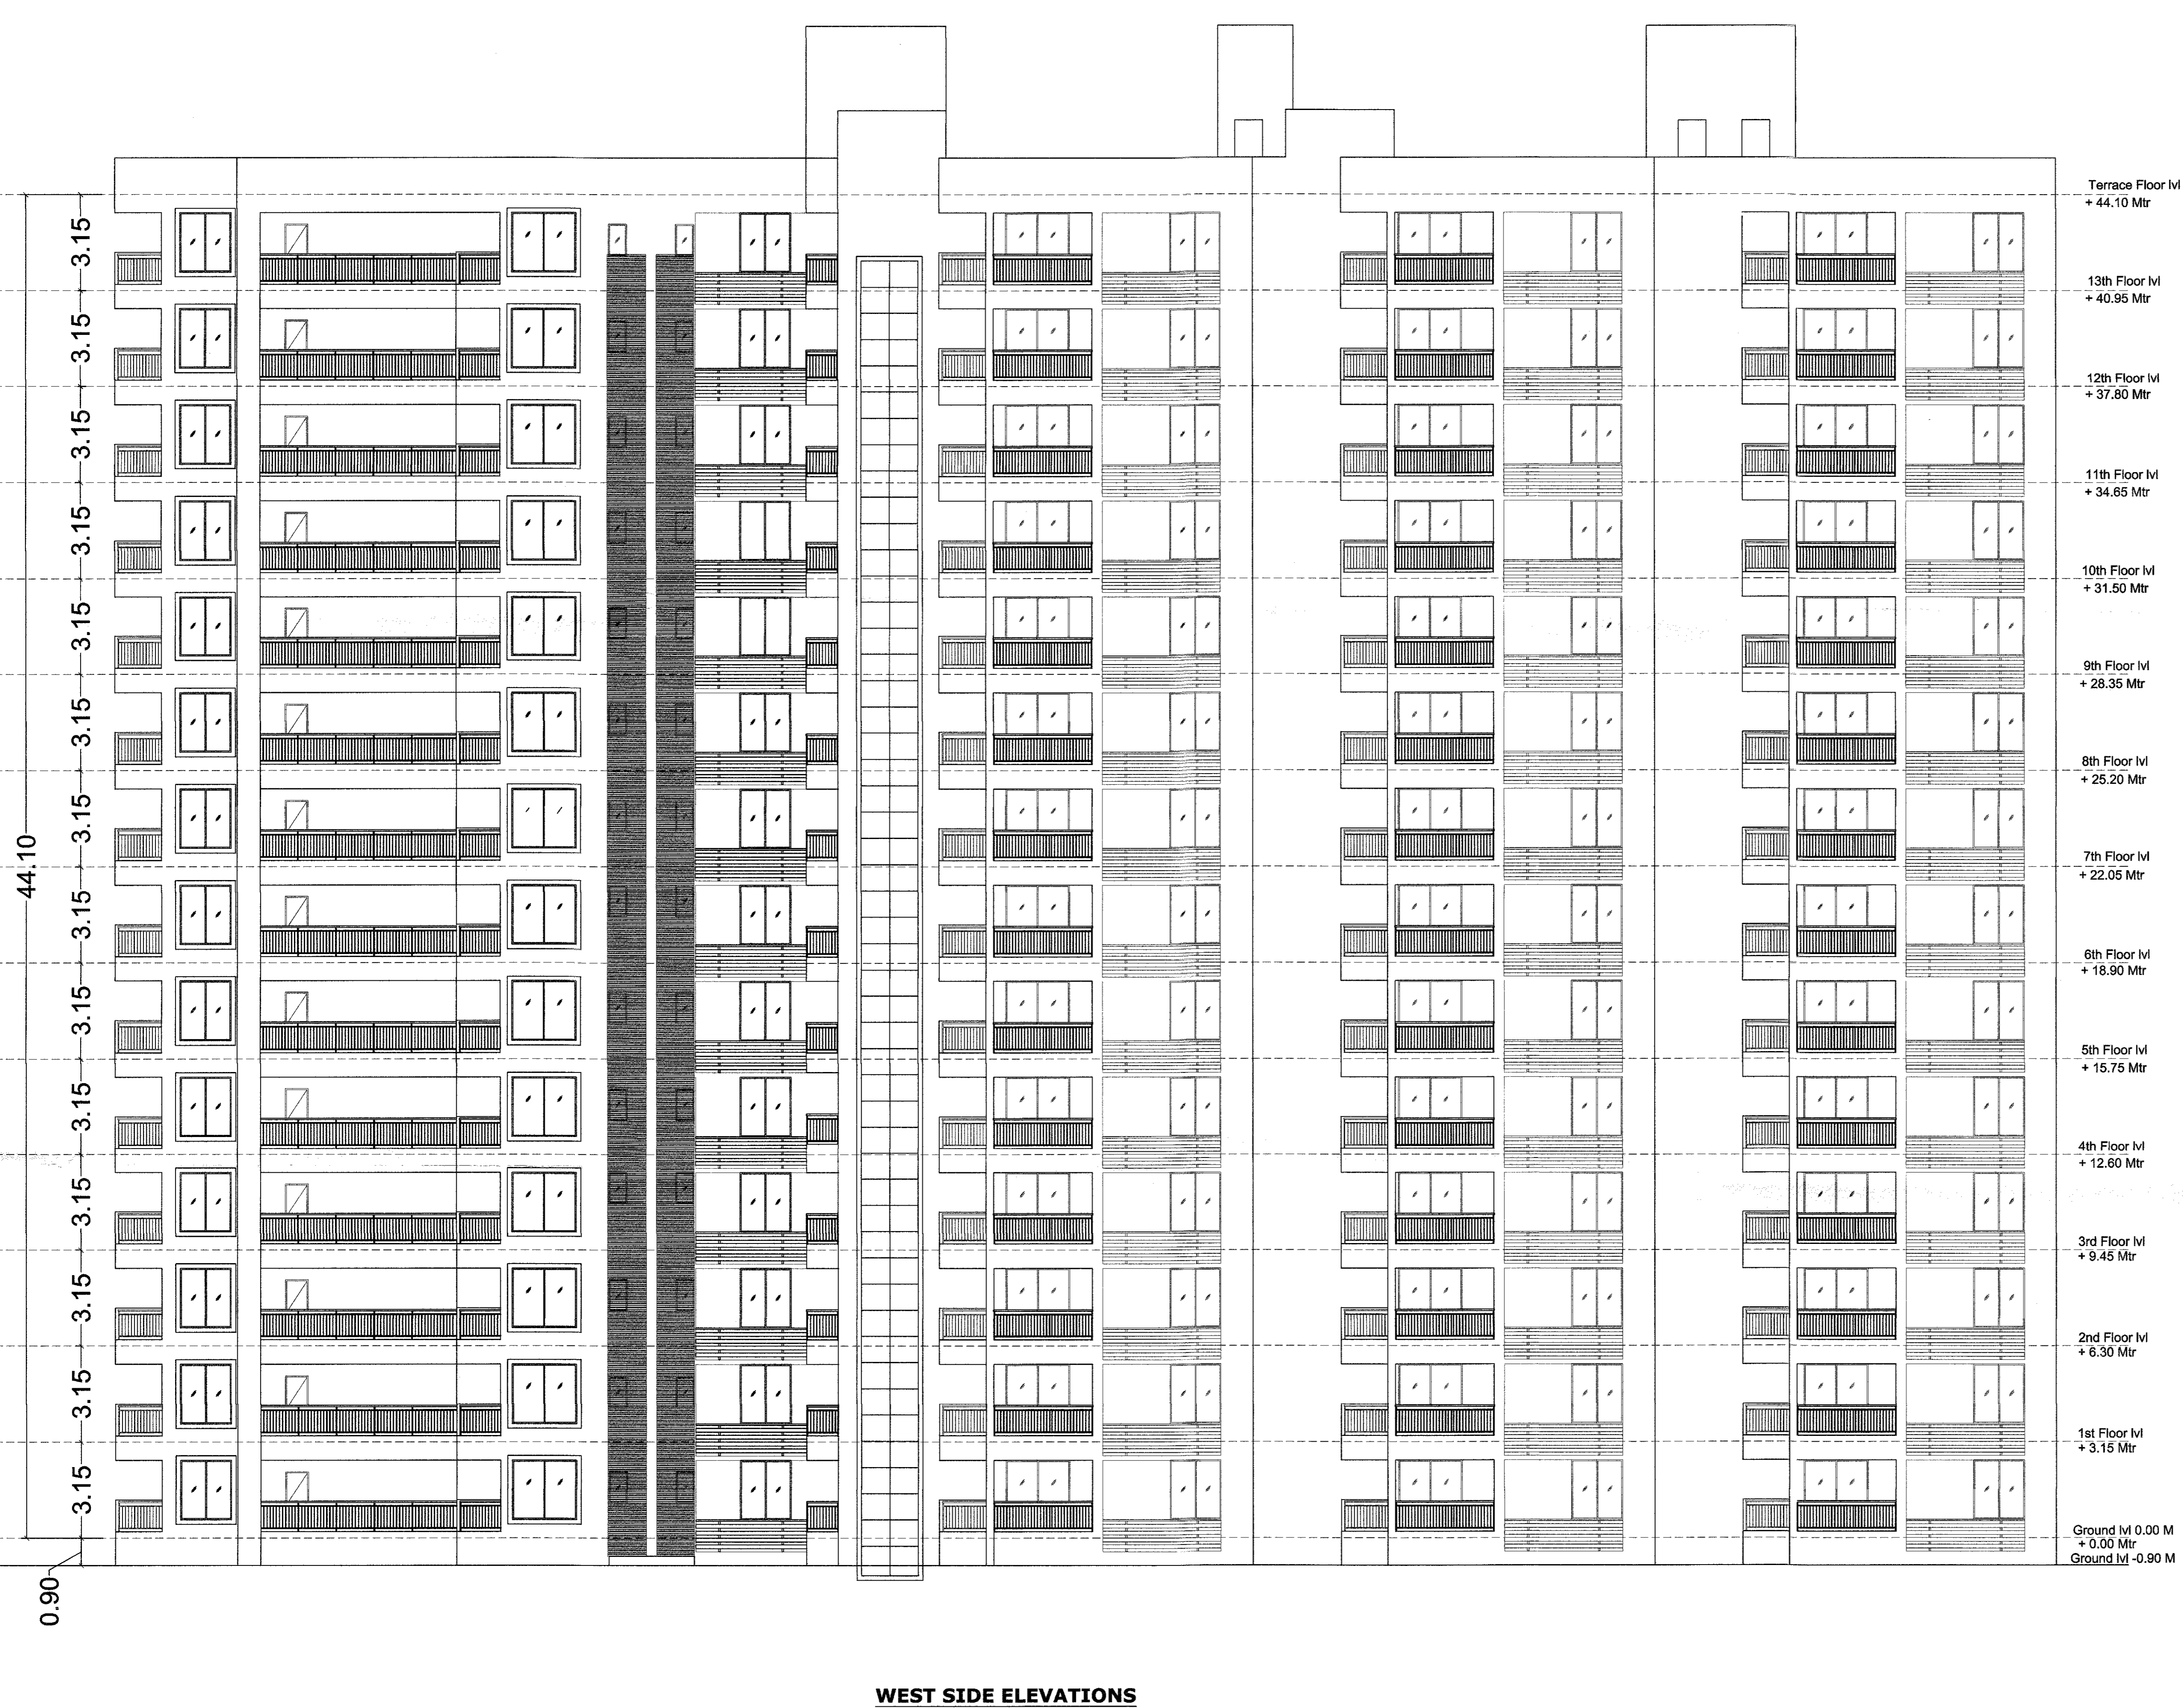 Terrace Floor lvl
+ 44.10 Mtr
3.15
13th Floor lvl
+ 40.95 Mtr
3.15
12th Floor lvl
+ 37.80 Mtr
3.15
11th Floor lvl
+ 34.65 Mtr
3.15
10th Floor lvl
+ 31.50 Mtr
3.15
9th Floor lvl
+ 28.35 Mtr
3.15
8th Floor lvl
+ 25.20 Mtr
3.15
44.10
7th Floor lvl
+ 22.05 Mtr
3.15
6th Floor lvl
+ 18.90 Mtr
3.15
5th Floor lvl
+ 15.75 Mtr
3.15
4th Floor lvl
+ 12.60 Mtr
3.15
3rd Floor lvl
+ 9.45 Mtr
3.15
2nd Floor lvl
+ 6.30 Mtr
3.15
1st Floor lvl
+ 3.15 Mtr
3.15
Ground lvl 0.00 M
+ 0.00 Mtr
Ground lvl -0.90 M
0.90
WEST SIDE ELEVATIONS